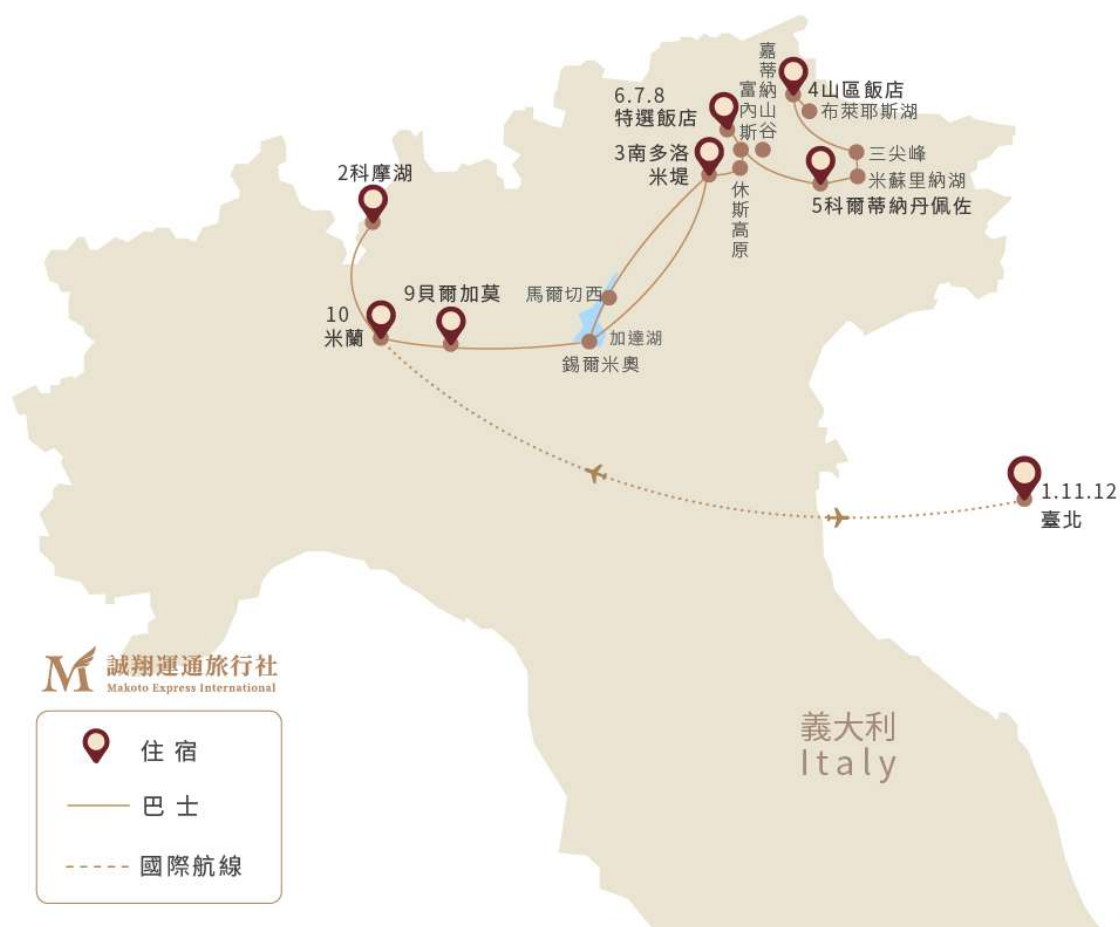 嘉蒂納山谷
富內斯
4山區飯店
布萊耶斯湖
6.7.8
特選飯店
3南多洛
米堤
三尖峰
米蘇里納湖
5科爾蒂納丹佩佐
休斯高原
2科摩湖
9貝爾加莫
馬爾切西
10
米蘭
加達湖
錫爾米奧
1.11.12
臺北
M 誠翔運通旅行社
Makoto Express International
住宿
巴士
國際航線
義大利
Italy